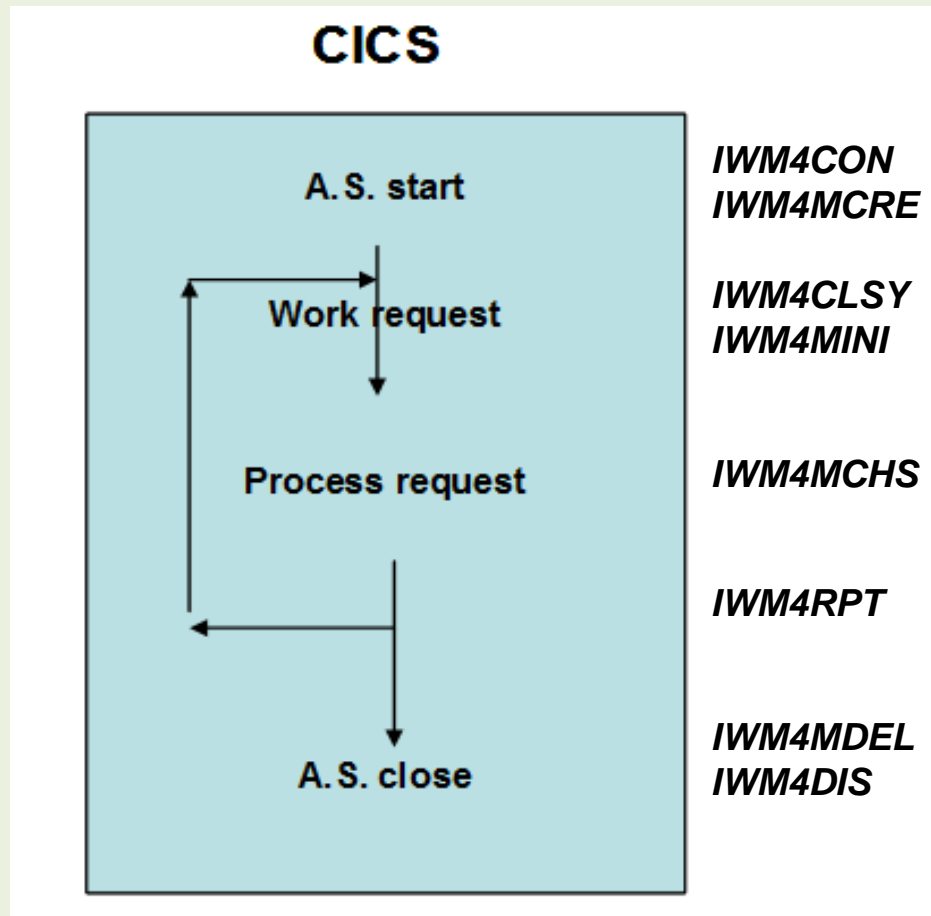 CICS
A.S. start
IWM4CON
IWM4MCRE
Work request
IWM4CLSY
IWM4MINI
Process request
IWM4MCHS
IWM4RPT
A.S. close
IWM4MDEL
IWM4DIS